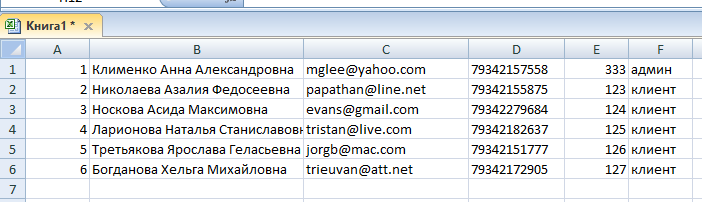 Книга1 *
A B C D E F
1 1 Клименко Анна Александровна mglee@yahoo.com 79342157558 333 админ
2 2 Николаева Азалия Федосеевна papathan@line.net 79342155875 123 клиент
3 3 Носкова Асида Максимовна evans@gmail.com 79342279684 124 клиент
4 4 Ларионова Наталья Станиславовн tristan@live.com 79342182637 125 клиент
5 5 Третьякова Ярослава Геласьевна jorgb@mac.com 79342151777 126 клиент
6 6 Богданова Хельга Михайловна trieuvan@att.net 79342172905 127 клиент
7